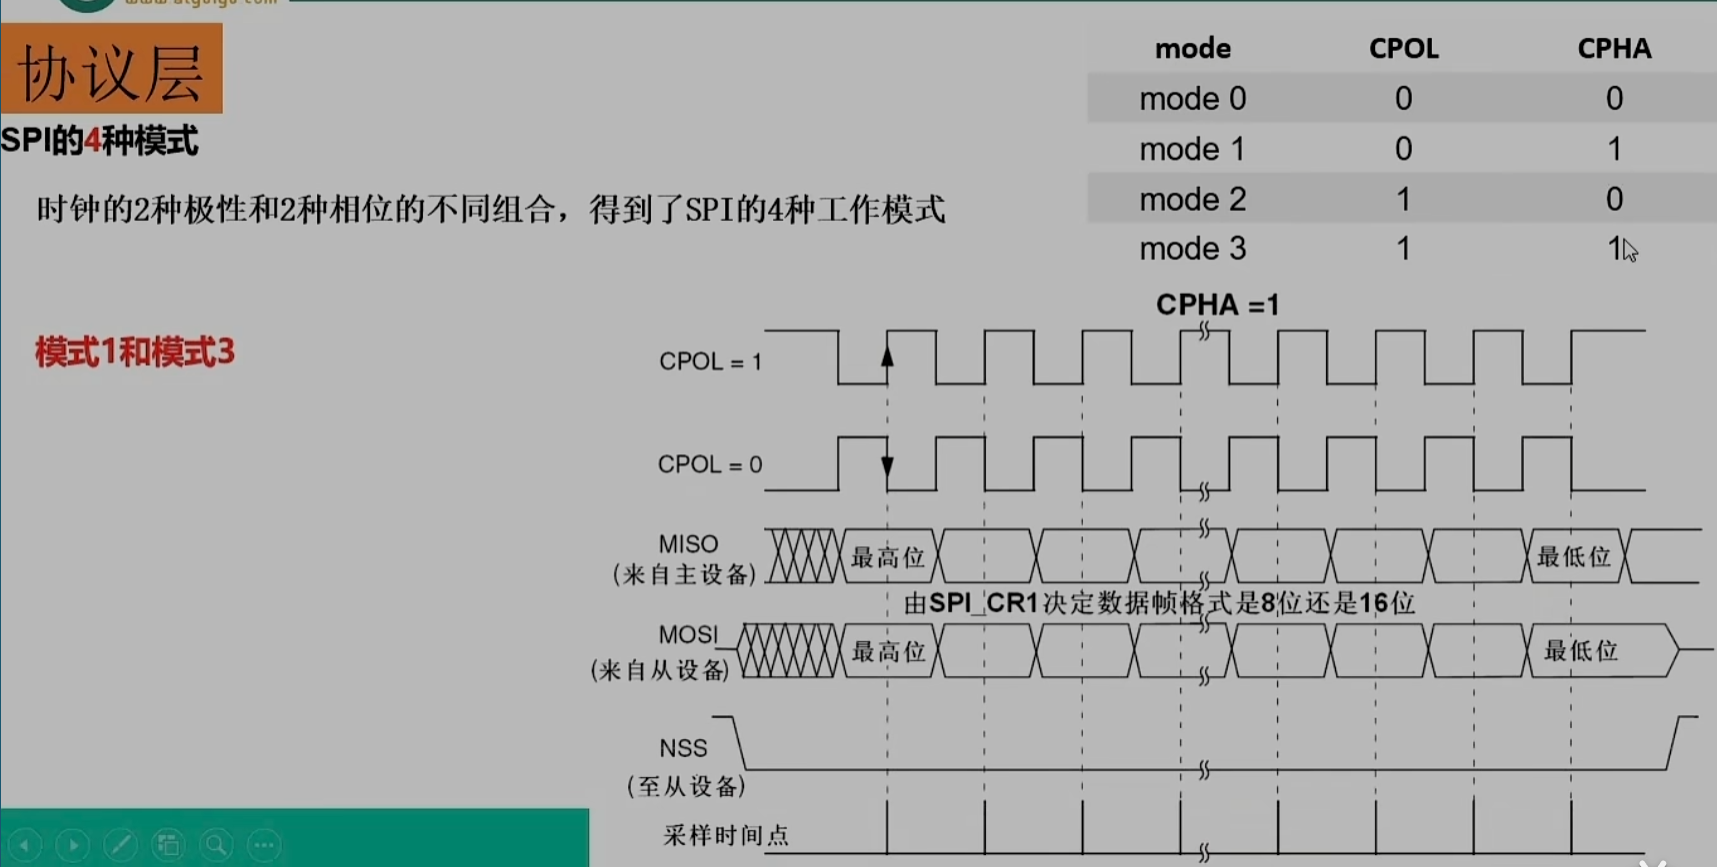 协议层
SPI的4种模式
时钟的2种极性和2种相位的不同组合，得到了SPI的4种工作模式
mode CPOL CPHA
mode 0 0 0
mode 1 0 1
mode 2 1 0
mode 3 1 1
模式1和模式3
CPHA =1
CPOL = 1
CPOL = 0
MISO
(来自主设备)
最高位 最低位
由SPI_CR1决定数据帧格式是8位还是16位
MOSI
(来自从设备)
最高位 最低位
NSS
(至从设备)
采样时间点